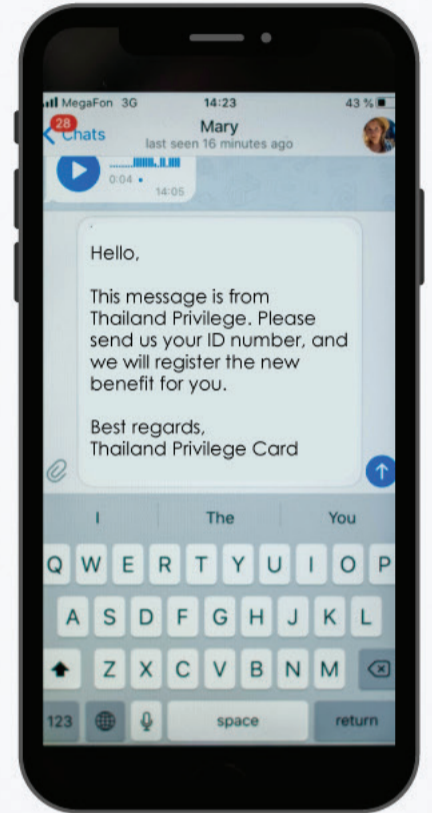 MegaFon 3G 14:23 43 %
28
Chats
Mary
last seen 16 minutes ago
0:04
14:05
Hello,
This message is from
Thailand Privilege. Please
send us your ID number, and
we will register the new
benefit for you.
Best regards,
Thailand Privilege Card
I The You
Q W E R T Y U I O P
A S D F G H J K L
Z X C V B N M
123 space return